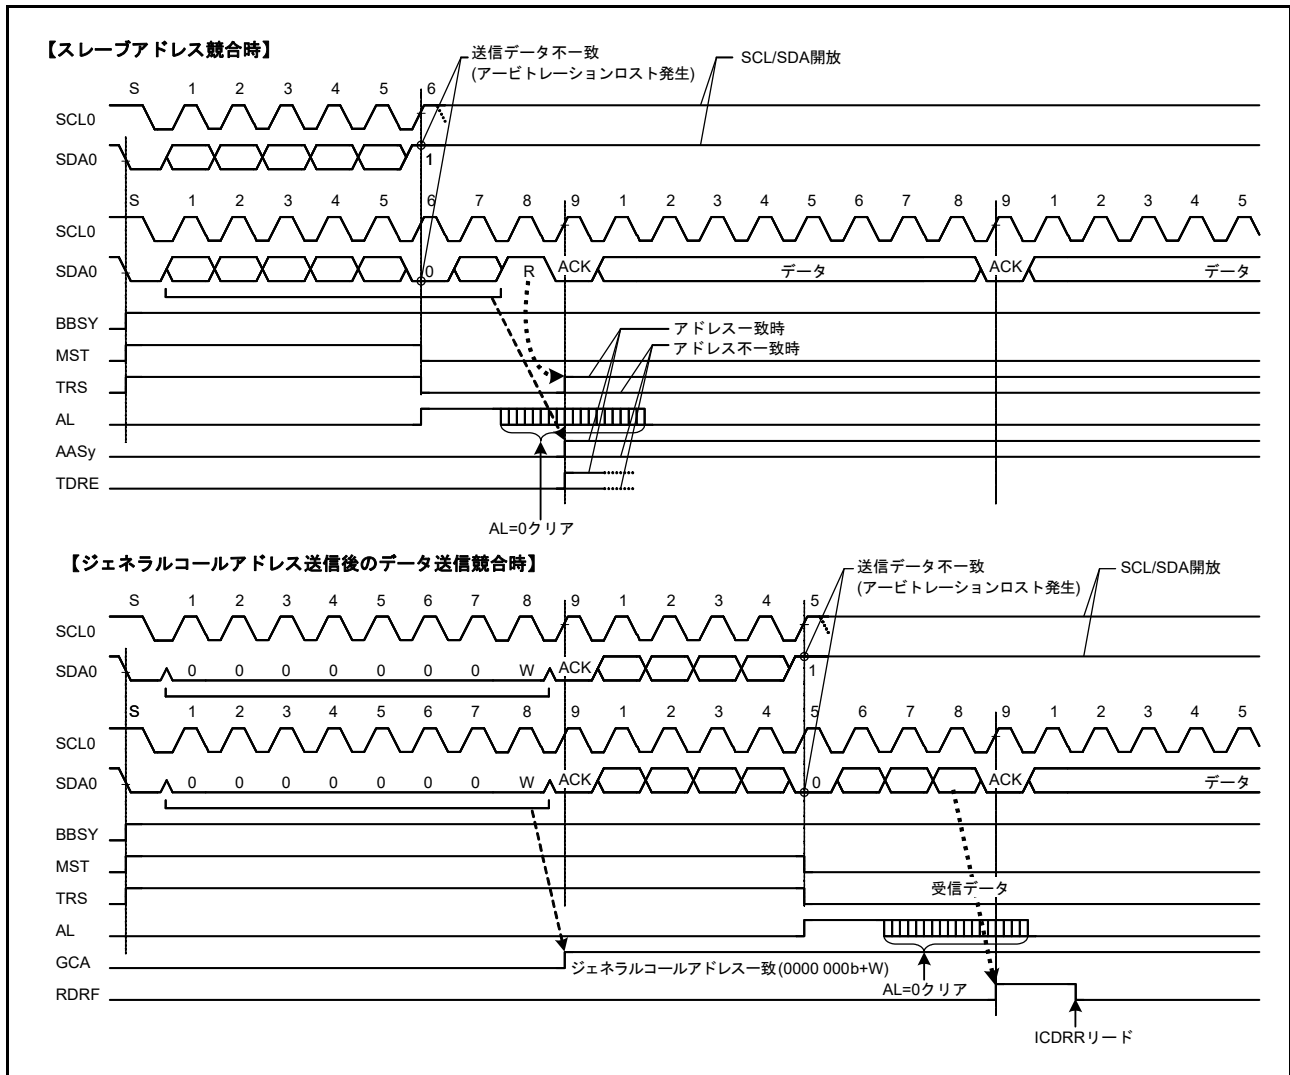 【スレーブアドレス競合時】
送信データ不一致
(アービトレーションロスト発生)
SCL/SDA開放
S 1 2 3 4 5 6
SCL0
SDA0 1
S 1 2 3 4 5 6 7 8 9 1 2 3 4 5 6 7 8 9 1 2 3 4 5
SCL0
SDA0 0 R ACK データ ACK データ
BBSY
アドレス一致時
MST
アドレス不一致時
TRS
AL
AASy
TDRE
AL=0クリア
【ジェネラルコールアドレス送信後のデータ送信競合時】
送信データ不一致
(アービトレーションロスト発生)
SCL/SDA開放
S 1 2 3 4 5 6 7 8 9 1 2 3 4 5
SCL0
SDA0 0 0 0 0 0 0 0 W ACK 1
S 1 2 3 4 5 6 7 8 9 1 2 3 4 5 6 7 8 9 1 2 3 4 5
SCL0
SDA0 0 0 0 0 0 0 0 W ACK 0 ACK データ
BBSY
MST
TRS 受信データ
AL
GCA ジェネラルコールアドレス一致(0000 000b+W)
AL=0クリア
RDRF
ICDRRリード